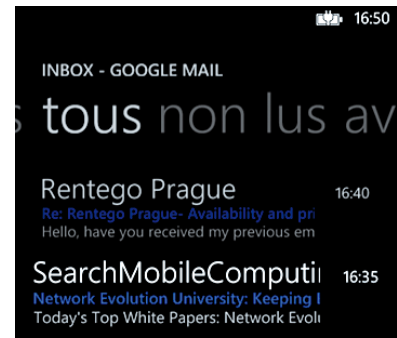 16:50
INBOX - GOOGLE MAIL
s tous non lus av
Rentego Prague 16:40
Re: Rentego Prague- Availability and pri
Hello, have you received my previous em
SearchMobileComputi 16:35
Network Evolution University: Keeping
Today's Top White Papers: Network Evolu